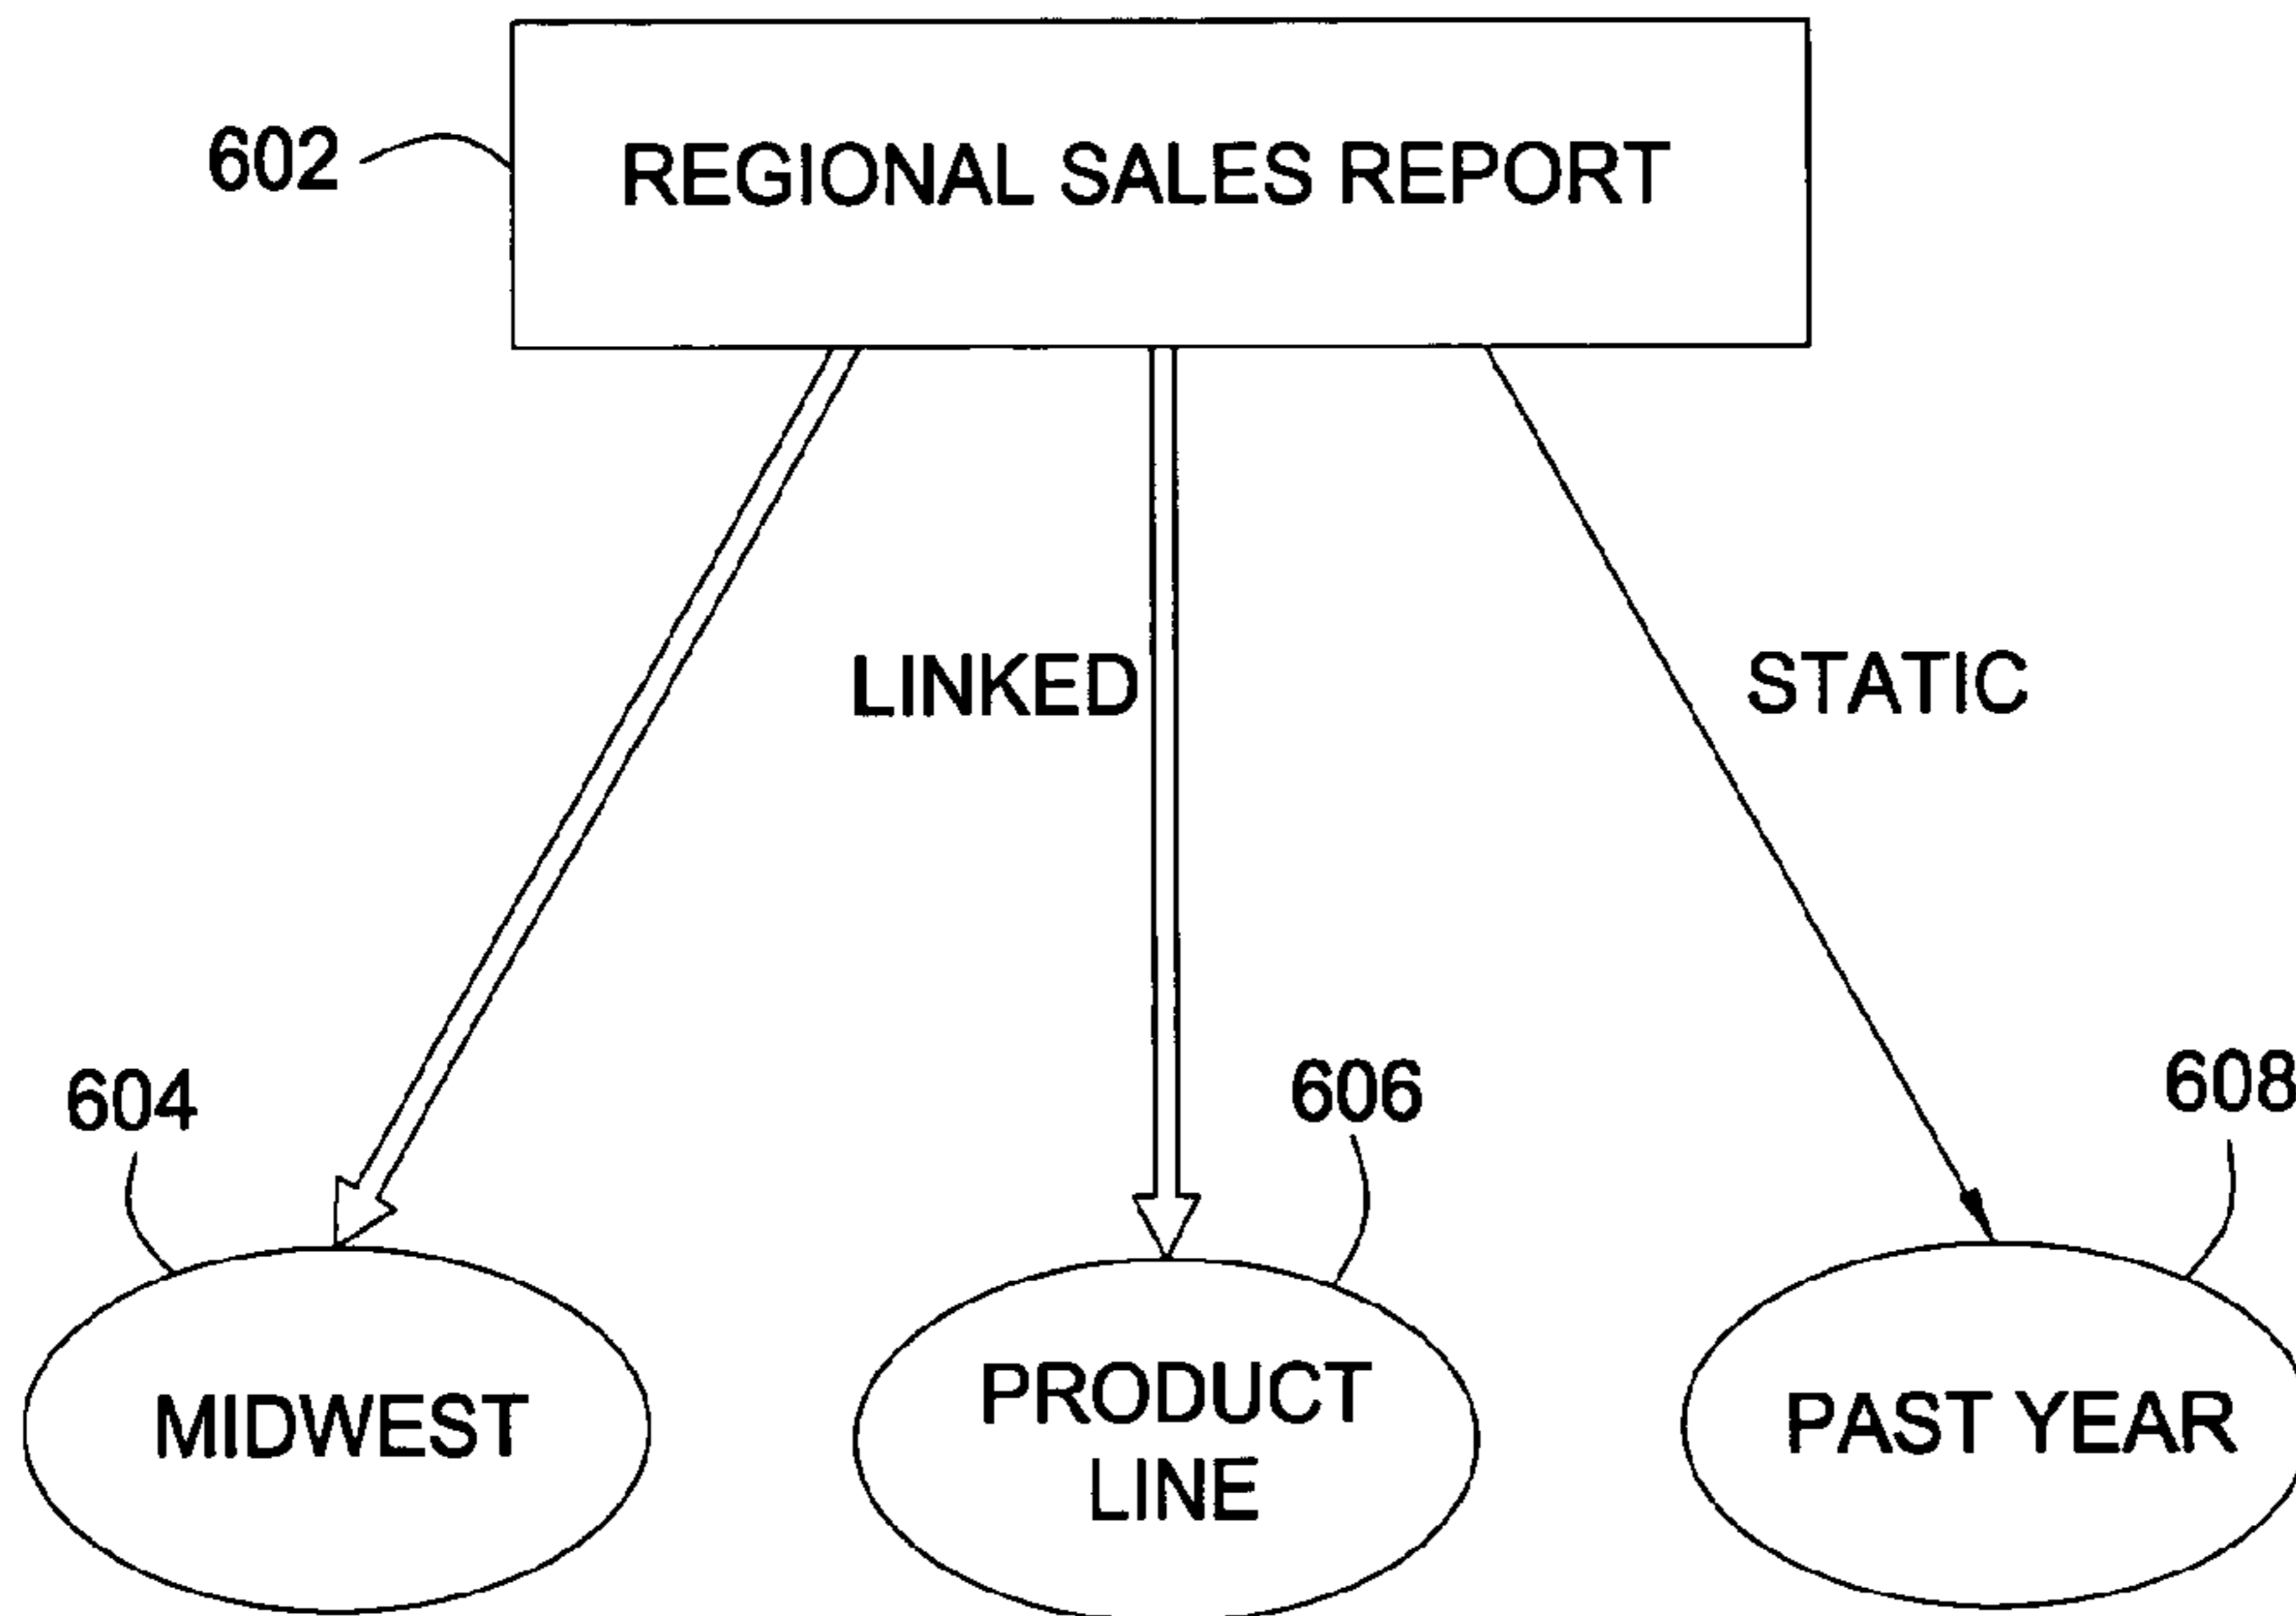 602
REGIONAL SALES REPORT
LINKED
STATIC
604
606
608
MIDWEST
PRODUCT
LINE
PAST YEAR